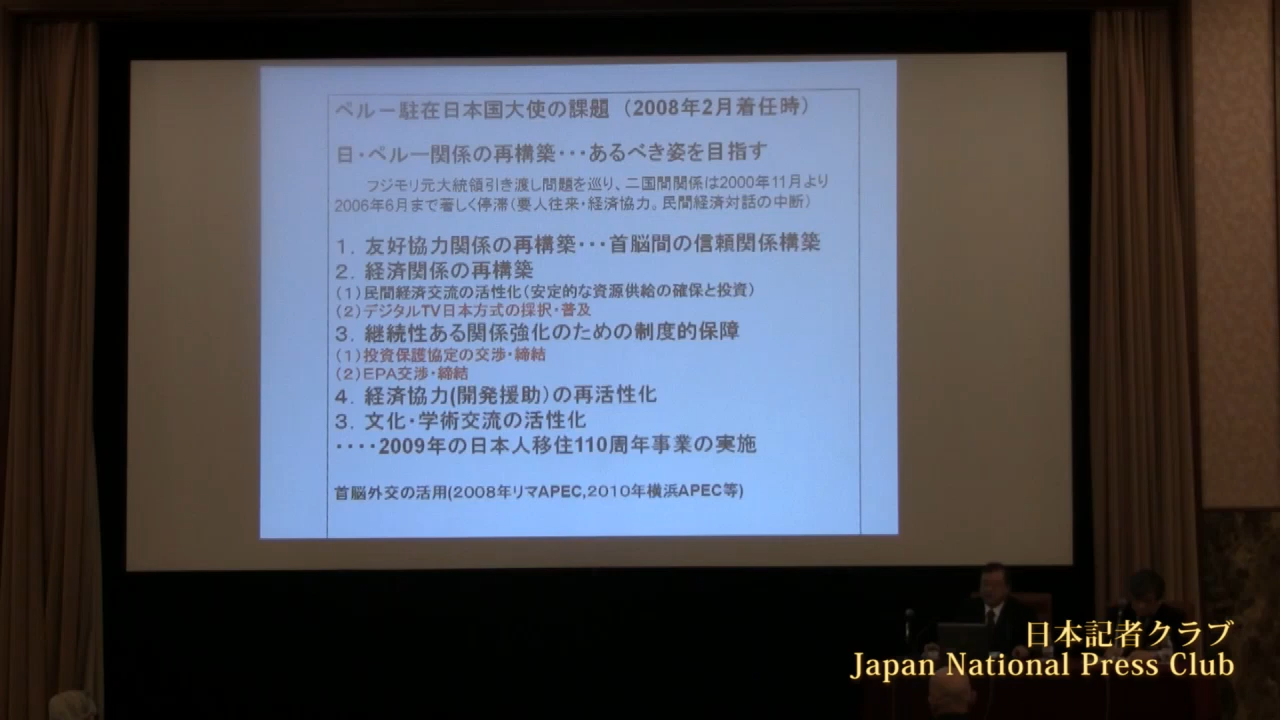 ペルー駐在日本国大使の課題（2008年2月着任時）
日・ペルー関係の再構築・・・あるべき姿を目指す
フジモリ元大統領引き渡し問題を巡り、二国間関係は2000年11月より
2006年6月まで著しく停滞（要人往来・経済協力。民間経済対話の中断）
1．友好協力関係の再構築・・・首脳間の信頼関係構築
2．経済関係の再構築
（1）民間経済交流の活性化（安定的な資源供給の確保と投資）
（2）デジタルTV日本方式の採択・普及
3．継続性ある関係強化のための制度的保障
（1）投資保護協定の交渉・締結
（2）EPA交渉・締結
4．経済協力(開発援助）の再活性化
3．文化・学術交流の活性化
・・・・2009年の日本人移住110周年事業の実施
首脳外交の活用(2008年リマAPEC,2010年横浜APEC等)
日本記者クラブ
Japan National Press Club